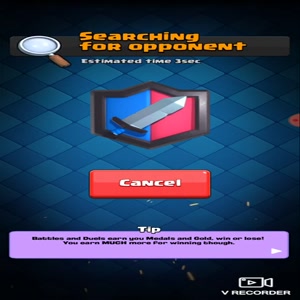 Searching
for opponent
Estimated time 3sec
Cancel
Tip
Battles and Duels earn you Medals and Gold, win or lose!
You earn MUCH more for winning though.
V RECORDER